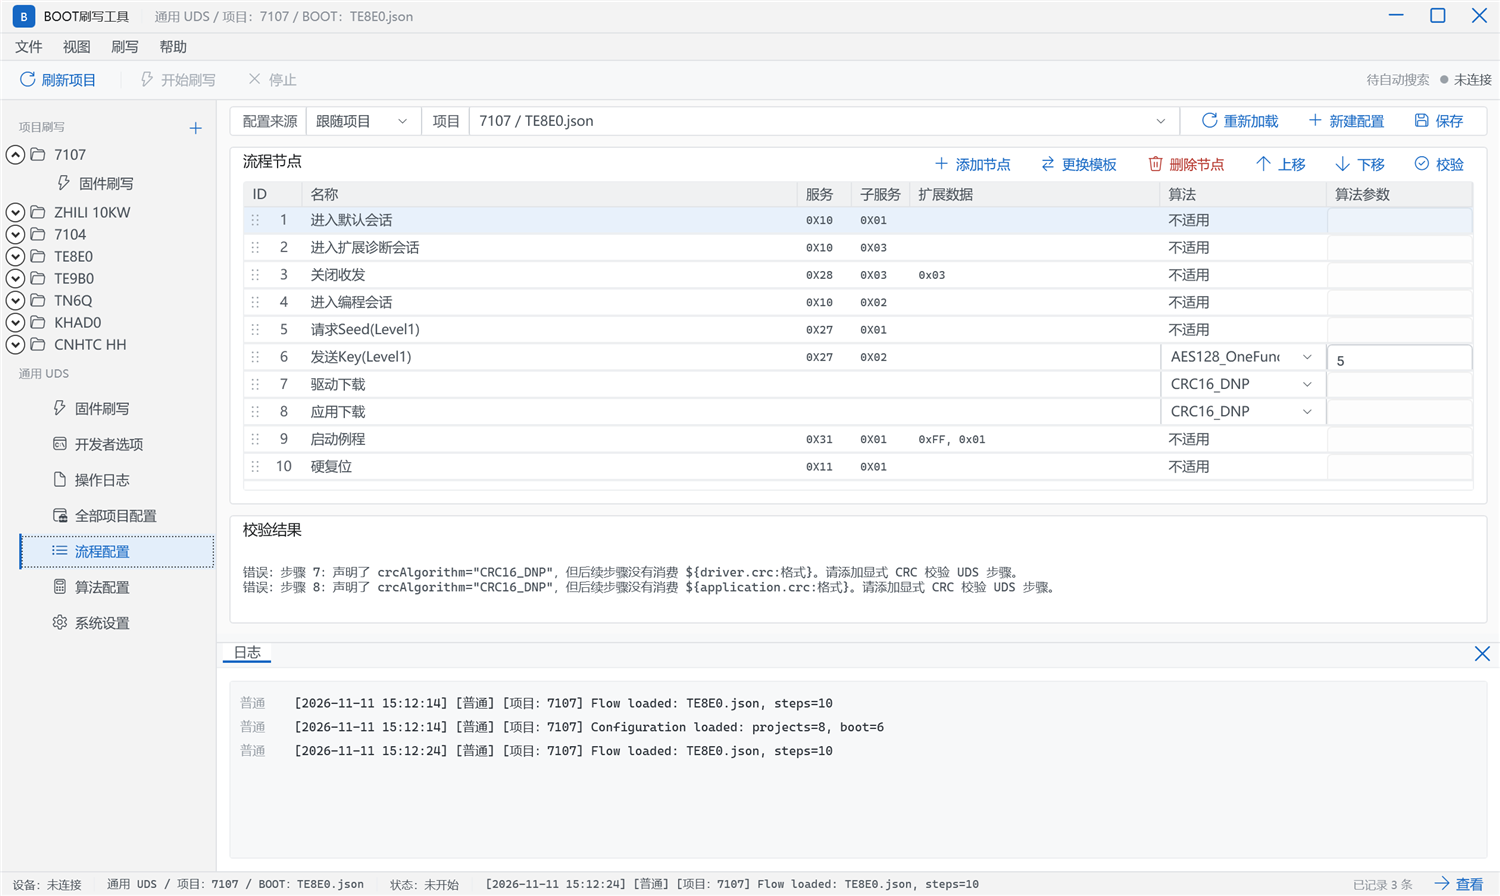 B BOOT刷写工具 通用 UDS / 项目：7107 / BOOT：TE8E0.json
文件 视图 刷写 帮助
刷新项目 开始刷写 停止 待自动搜索 未连接
项目刷写
7107
固件刷写
ZHILI 10KW
7104
TE8E0
TE9B0
TN6Q
KHAD0
CNHTC HH
通用 UDS
固件刷写
开发者选项
操作日志
全部项目配置
流程配置
算法配置
系统设置
配置来源 跟随项目 项目 7107 / TE8E0.json 重新加载 新建配置 保存
流程节点 添加节点 更换模板 删除节点 上移 下移 校验
ID 名称 服务 子服务 扩展数据 算法 算法参数
1 进入默认会话 0X10 0X01 不适用
2 进入扩展诊断会话 0X10 0X03 不适用
3 关闭收发 0X28 0X03 0x03 不适用
4 进入编程会话 0X10 0X02 不适用
5 请求Seed(Level1) 0X27 0X01 不适用
6 发送Key(Level1) 0X27 0X02 AES128_OneFunc 5
7 驱动下载 CRC16_DNP
8 应用下载 CRC16_DNP
9 启动例程 0X31 0X01 0xFF, 0x01 不适用
10 硬复位 0X11 0X01 不适用
校验结果
错误：步骤 7：声明了 crcAlgorithm="CRC16_DNP"，但后续步骤没有消费 ${driver.crc:格式}。请添加显式 CRC 校验 UDS 步骤。
错误：步骤 8：声明了 crcAlgorithm="CRC16_DNP"，但后续步骤没有消费 ${application.crc:格式}。请添加显式 CRC 校验 UDS 步骤。
日志
普通 [2026-11-11 15:12:14] [普通] [项目：7107] Flow loaded: TE8E0.json, steps=10
普通 [2026-11-11 15:12:14] [普通] [项目：7107] Configuration loaded: projects=8, boot=6
普通 [2026-11-11 15:12:24] [普通] [项目：7107] Flow loaded: TE8E0.json, steps=10
设备：未连接 通用 UDS / 项目：7107 / BOOT：TE8E0.json 状态：未开始 [2026-11-11 15:12:24] [普通] [项目：7107] Flow loaded: TE8E0.json, steps=10 已记录 3 条 查看